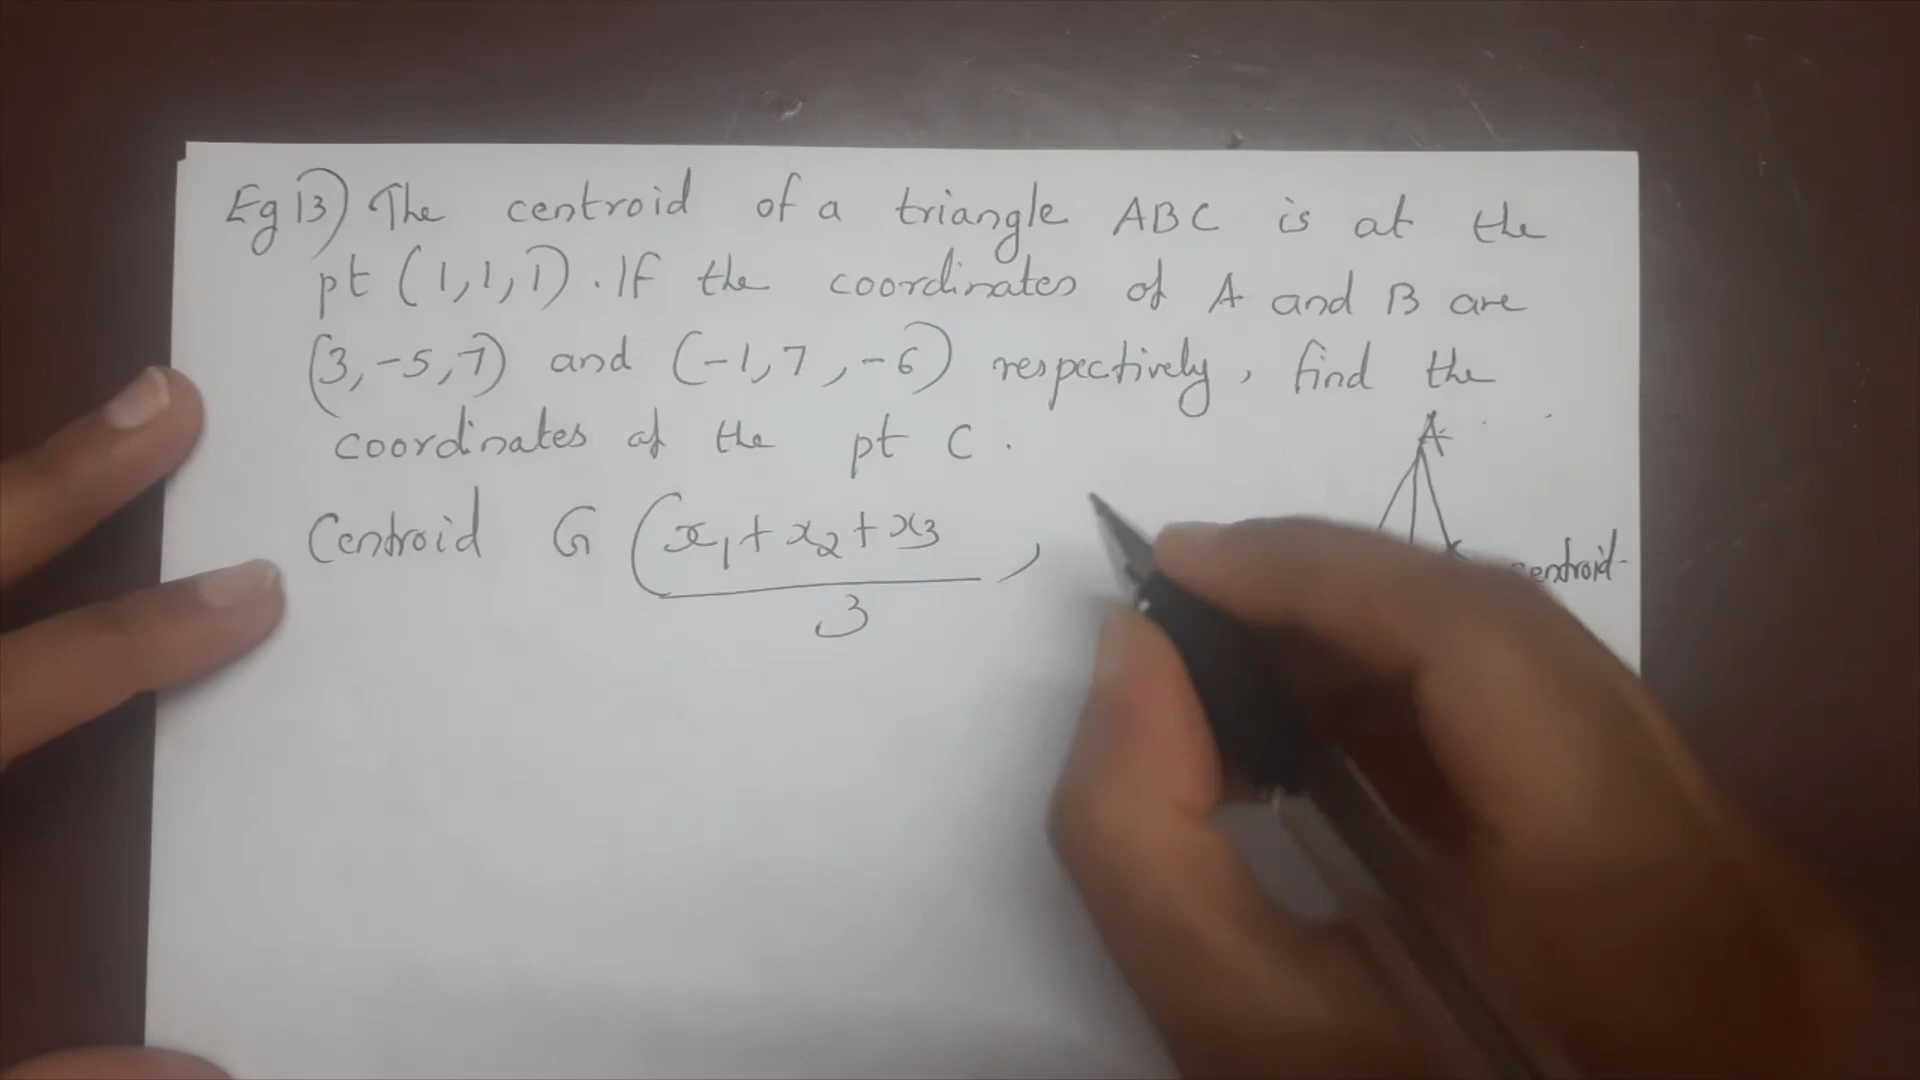 Eg 13) The centroid of a triangle ABC is at the
pt (1,1,1). If the coordinates of A and B are
(3,-5,7) and (-1,7,-6) respectively, find the
coordinates of the pt C.
A
Centroid G (x₁+x₂+x₃ ,
3